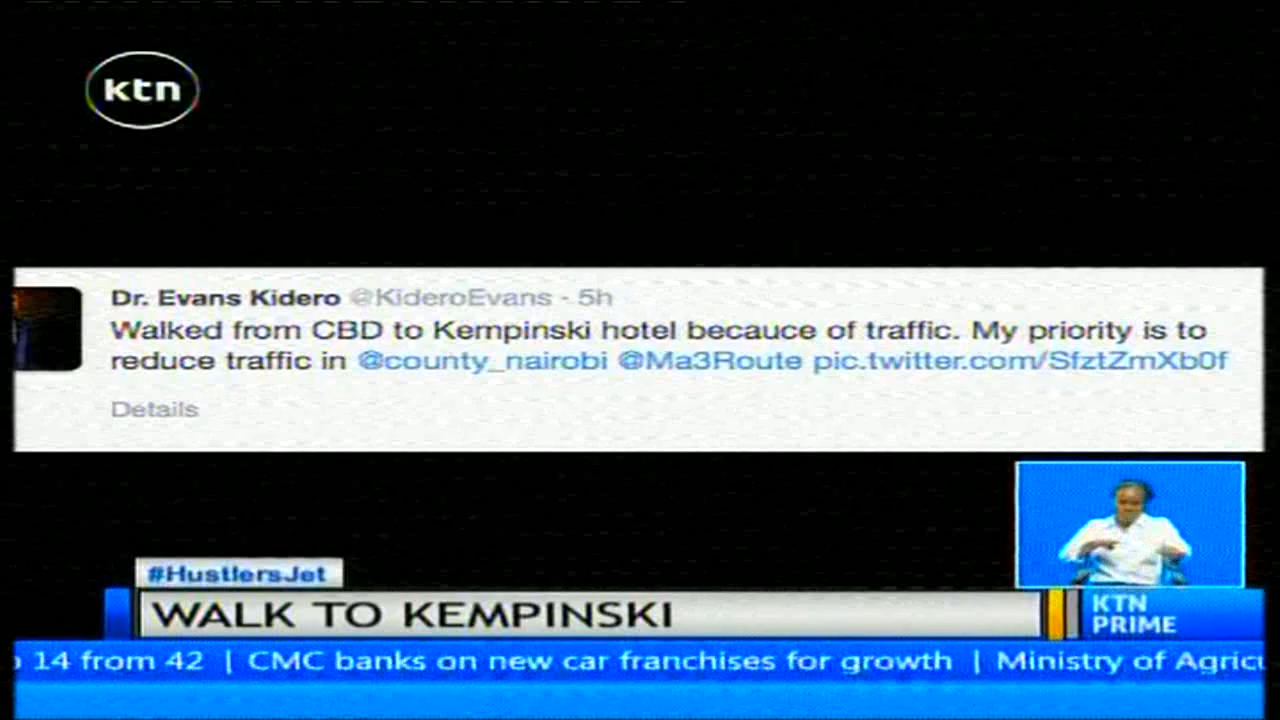 ktn
Dr. Evans Kidero @KideroEvans - 5h
Walked from CBD to Kempinski hotel becauce of traffic. My priority is to
reduce traffic in @county_nairobi @Ma3Route pic.twitter.com/SfztZmXb0f
Details
#HustlersJet
WALK TO KEMPINSKI
KTN
PRIME
14 from 42 | CMC banks on new car franchises for growth | Ministry of